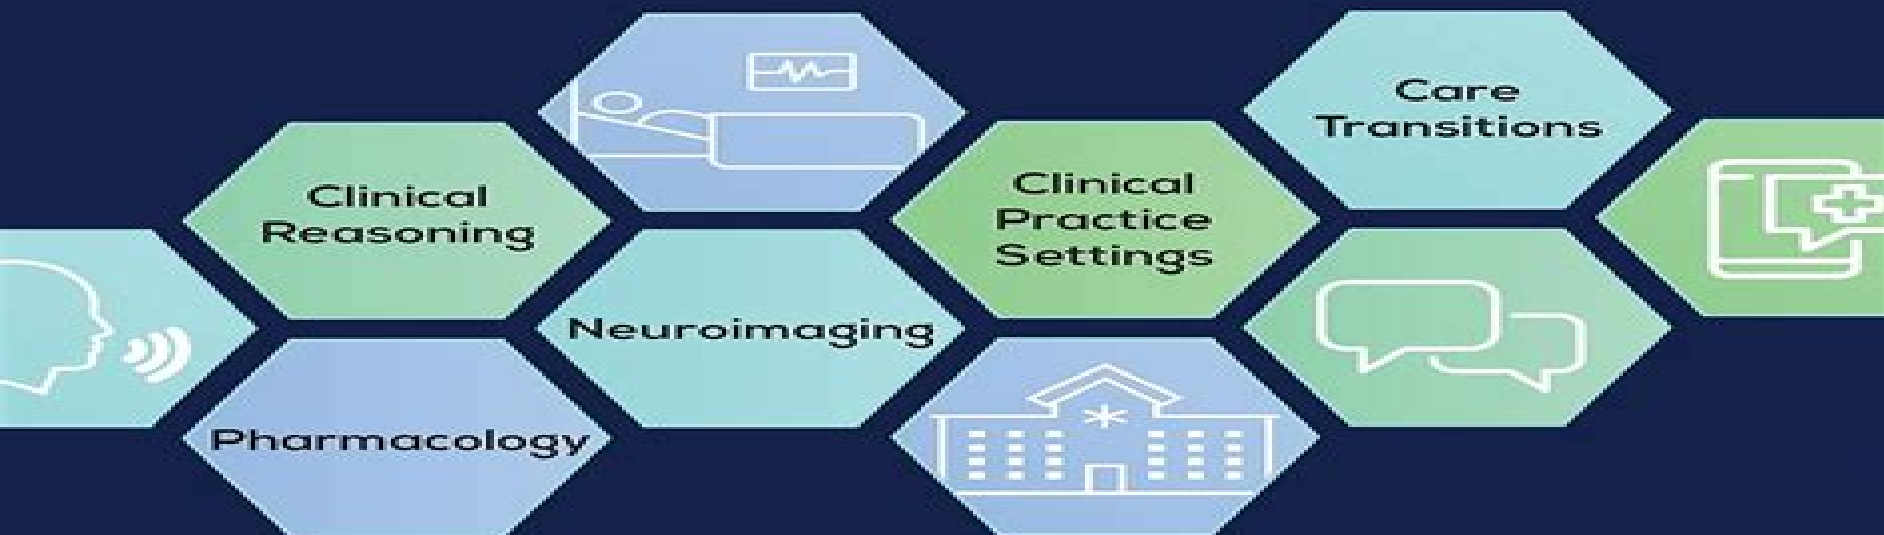 Clinical
Reasoning
Pharmacology
Neuroimaging
Clinical
Practice
Settings
Care
Transitions